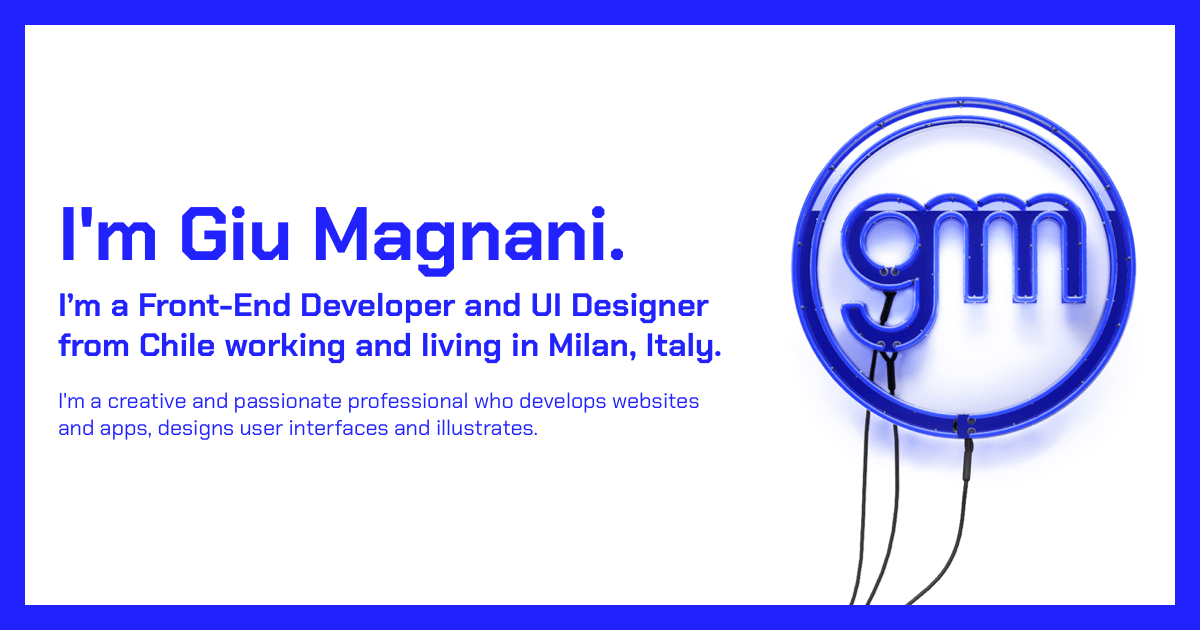 I'm Giu Magnani.
I’m a Front-End Developer and UI Designer
from Chile working and living in Milan, Italy.
I'm a creative and passionate professional who develops websites
and apps, designs user interfaces and illustrates.
gm